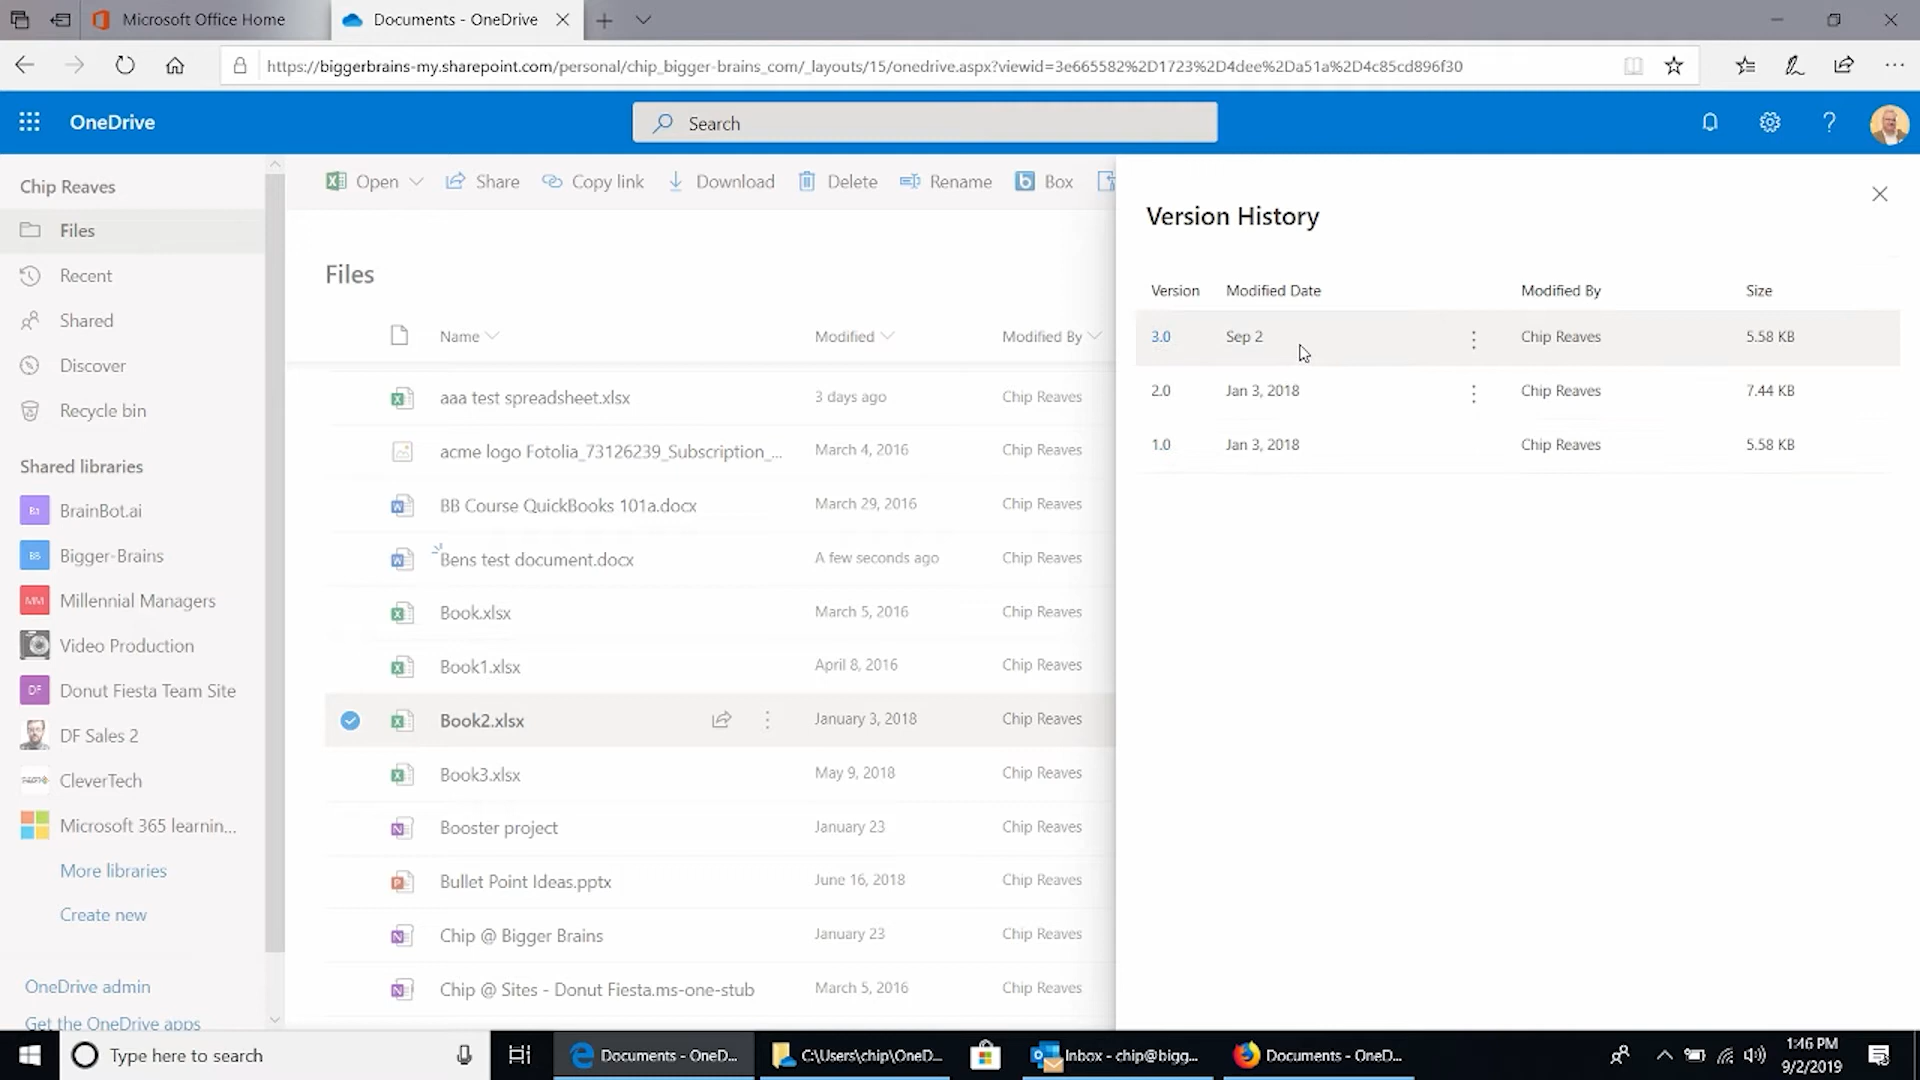 Microsoft Office Home
Documents - OneDrive
https://biggerbrains-my.sharepoint.com/personal/chip_bigger-brains_com/_layouts/15/onedrive.aspx?viewid=3e665582%2D1723%2D4dee%2Da51a%2D4c85cd896f30
OneDrive
Search
Chip Reaves
Files
Recent
Shared
Discover
Recycle bin
Shared libraries
BrainBot.ai
BB Bigger-Brains
MM Millennial Managers
Video Production
DF Donut Fiesta Team Site
DF Sales 2
CleverTech
Microsoft 365 learnin...
More libraries
Create new
OneDrive admin
Get the OneDrive apps
Open Share Copy link Download Delete Rename Box
Files
Name Modified Modified By
aaa test spreadsheet.xlsx 3 days ago Chip Reaves
acme logo Fotolia_73126239_Subscription_... March 4, 2016 Chip Reaves
BB Course QuickBooks 101a.docx March 29, 2016 Chip Reaves
Bens test document.docx A few seconds ago Chip Reaves
Book.xlsx March 5, 2016 Chip Reaves
Book1.xlsx April 8, 2016 Chip Reaves
Book2.xlsx January 3, 2018 Chip Reaves
Book3.xlsx May 9, 2018 Chip Reaves
Booster project January 23 Chip Reaves
Bullet Point Ideas.pptx June 16, 2018 Chip Reaves
Chip @ Bigger Brains January 23 Chip Reaves
Chip @ Sites - Donut Fiesta.ms-one-stub March 5, 2016 Chip Reaves
Version History
Version Modified Date Modified By Size
3.0 Sep 2 Chip Reaves 5.58 KB
2.0 Jan 3, 2018 Chip Reaves 7.44 KB
1.0 Jan 3, 2018 Chip Reaves 5.58 KB
Type here to search
Documents - OneD...
C:\Users\chip\OneD...
Inbox - chip@bigg...
Documents - OneD...
1:46 PM
9/2/2019